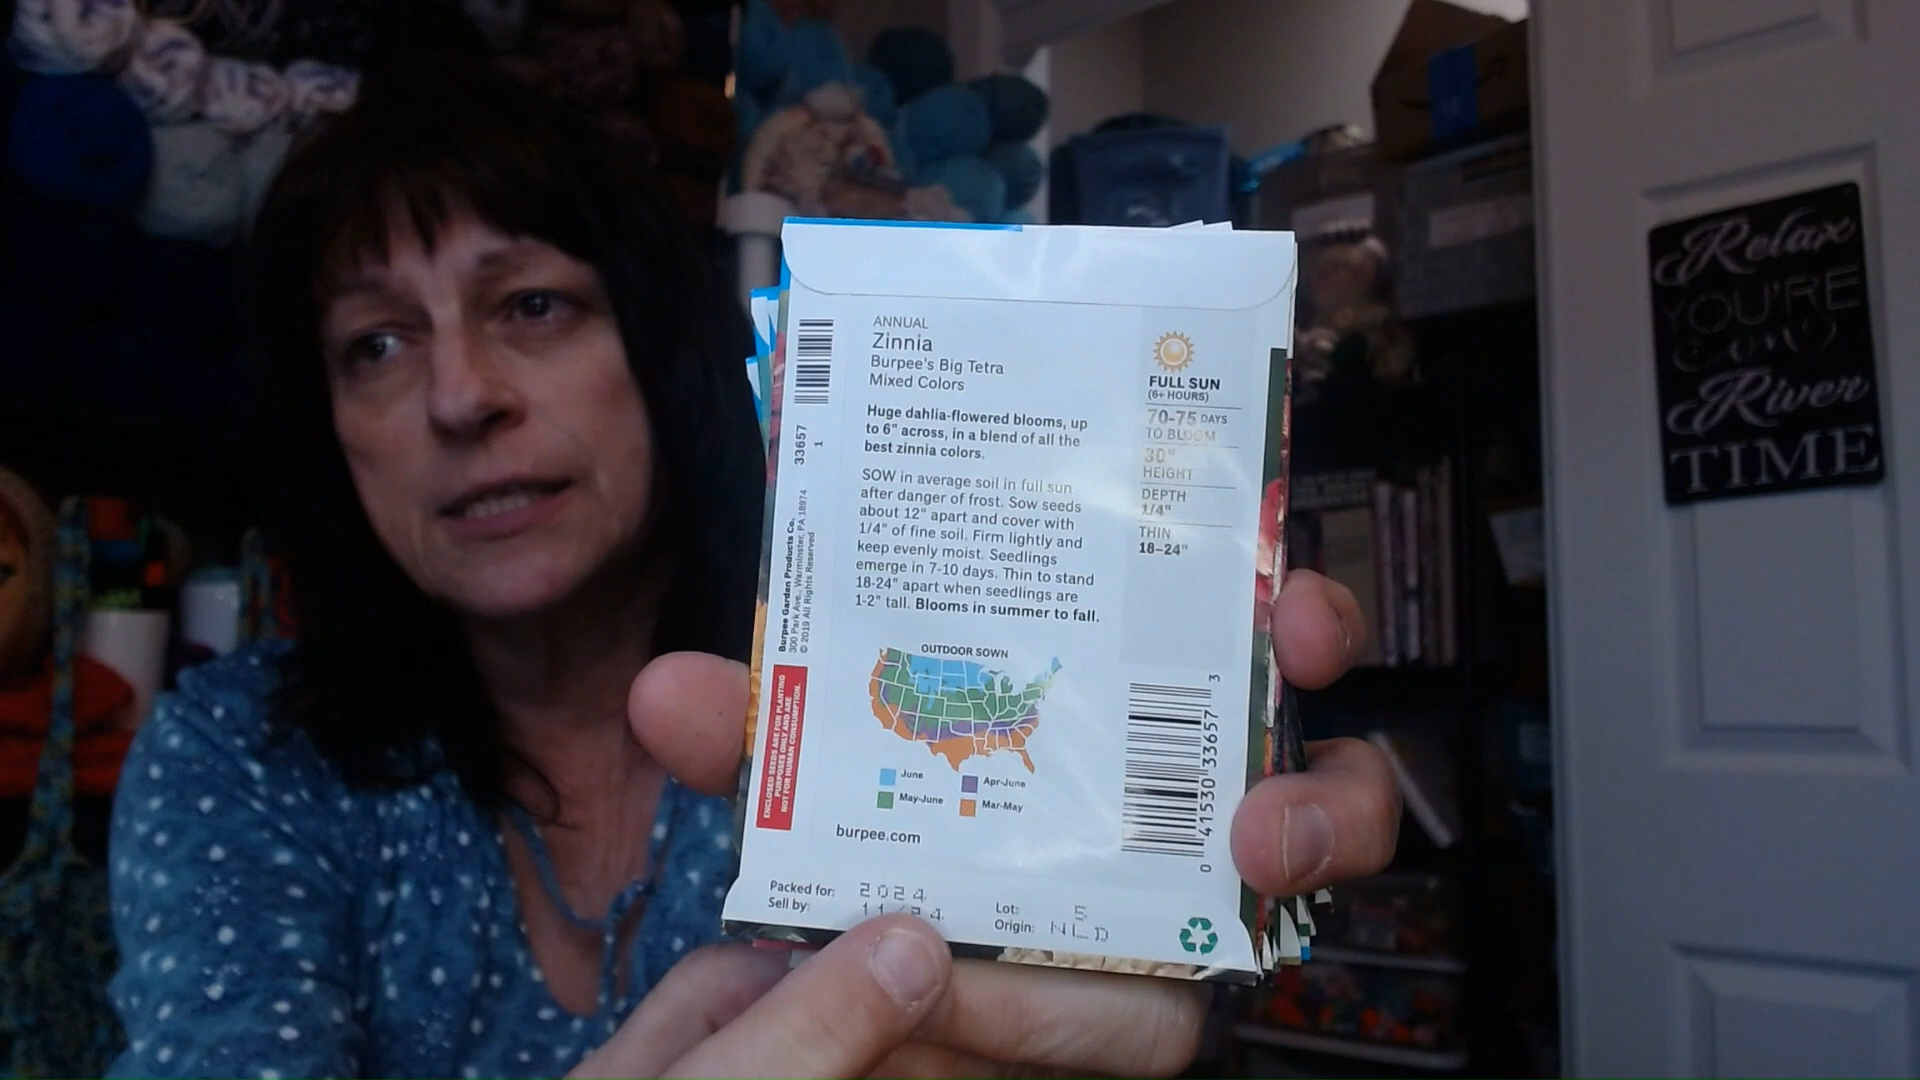 ANNUAL
Zinnia
Burpee's Big Tetra
Mixed Colors
Huge dahlia-flowered blooms, up
to 6" across, in a blend of all the
best zinnia colors.
SOW in average soil in full sun
after danger of frost. Sow seeds
about 12" apart and cover with
1/4" of fine soil. Firm lightly and
keep evenly moist. Seedlings
emerge in 7-10 days. Thin to stand
18-24" apart when seedlings are
1-2" tall. Blooms in summer to fall.
FULL SUN
(6+ HOURS)
70-75 DAYS
TO BLOOM
30"
HEIGHT
DEPTH
1/4"
THIN
18-24"
33657
1
Burpee Garden Products Co.
300 Park Ave., Warminster, PA 18974
© 2019 All Rights Reserved
ENCLOSED SEEDS ARE FOR PLANTING
PURPOSES ONLY AND ARE
NOT FOR HUMAN CONSUMPTION.
OUTDOOR SOWN
June
Apr-June
May-June
Mar-May
burpee.com
0 41530 33657 3
Packed for: 2024
Sell by:
Lot: 5
Origin: NLD
Relax
YOU'RE
River
TIME